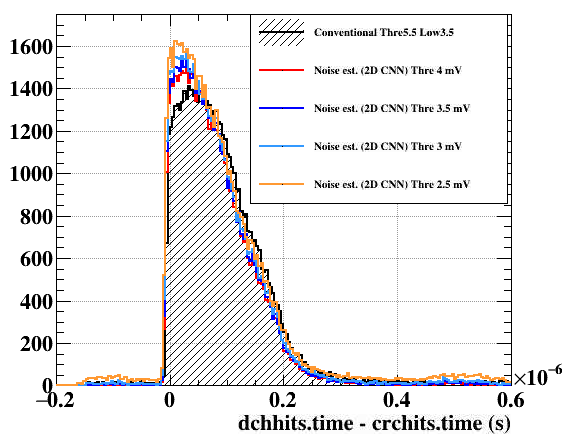 1600
1400
1200
1000
800
600
400
200
0
Conventional Thre5.5 Low3.5
Noise est. (2D CNN) Thre 4 mV
Noise est. (2D CNN) Thre 3.5 mV
Noise est. (2D CNN) Thre 3 mV
Noise est. (2D CNN) Thre 2.5 mV
−0.2 0 0.2 0.4 0.6
×10⁻⁶
dchhits.time - crchits.time (s)